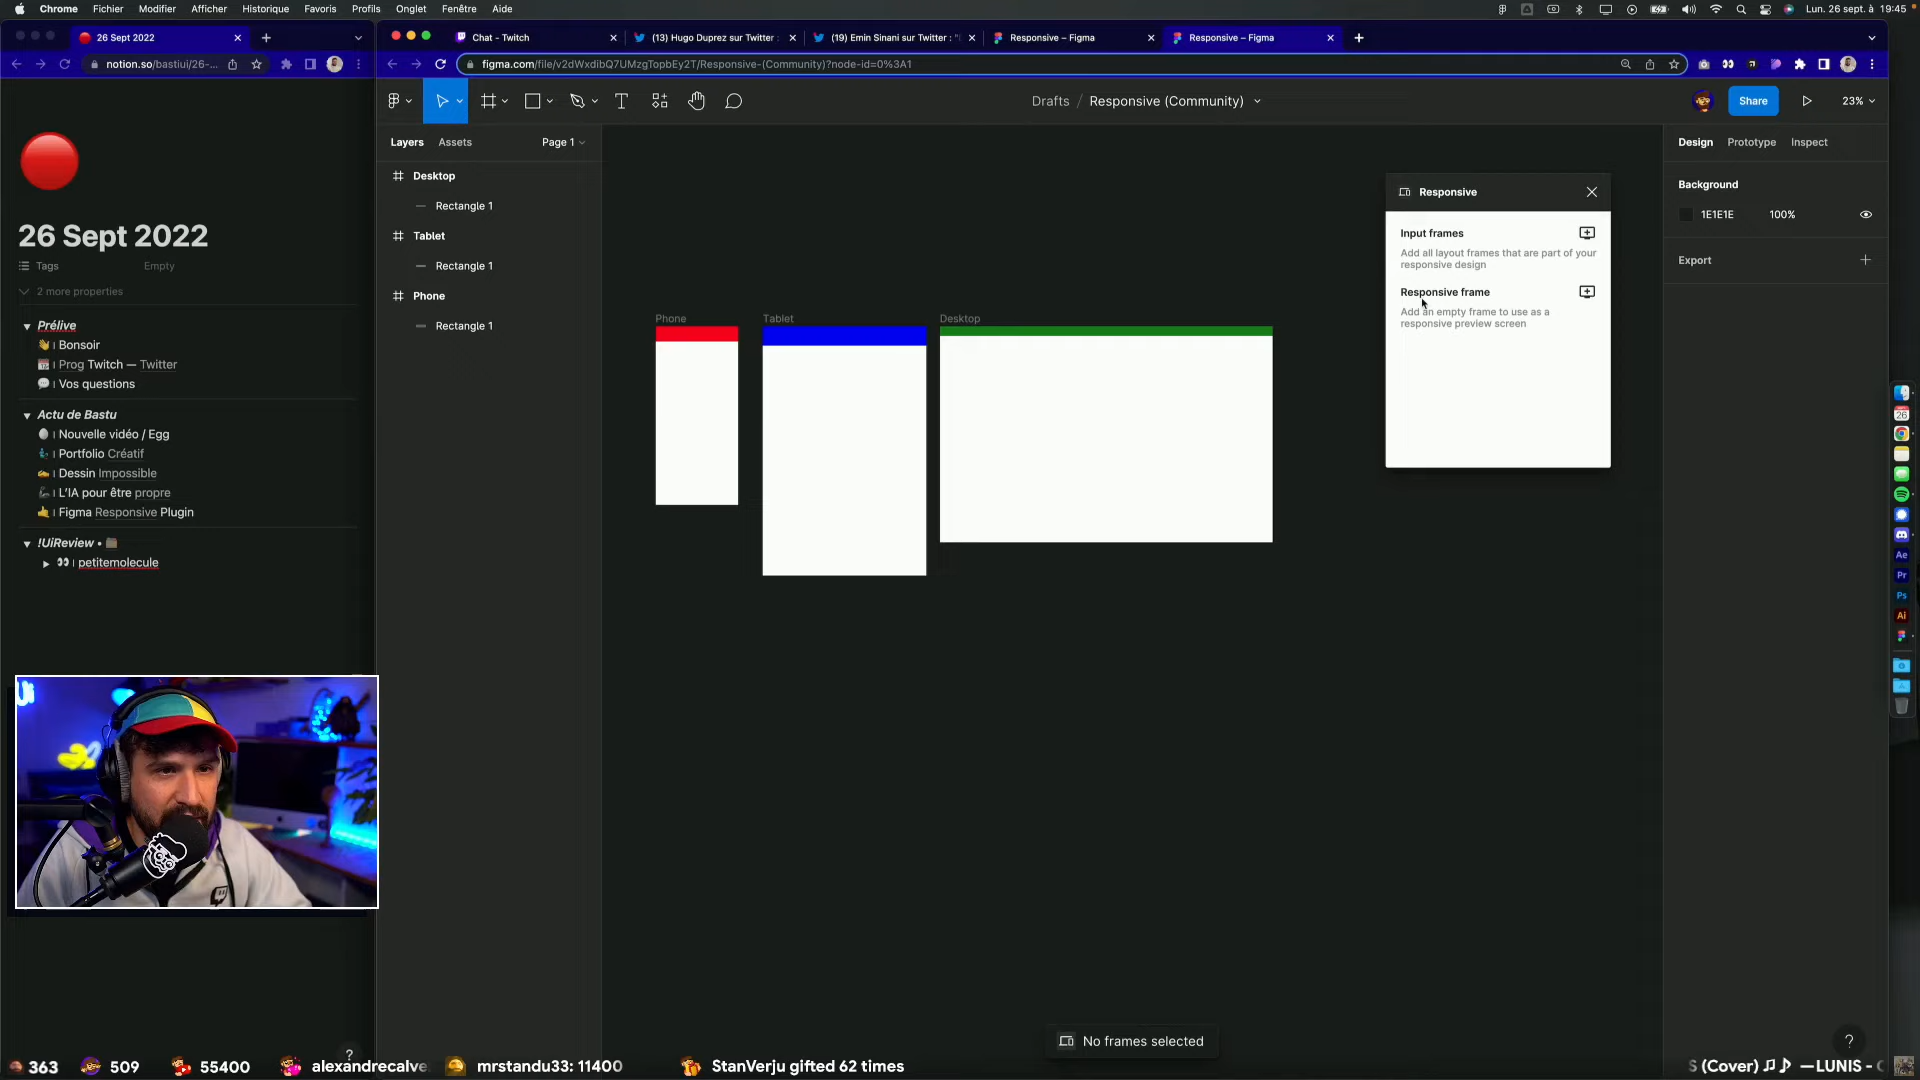 Chrome Fichier Modifier Afficher Historique Favoris Profils Onglet Fenêtre Aide
Lun. 26 sept. à 19:45
26 Sept 2022
Chat - Twitch
(13) Hugo Duprez sur Twitter :
(19) Emin Sinani sur Twitter : "
Responsive – Figma
Responsive – Figma
notion.so/bastiui/26-...
figma.com/file/v2dWxdibQ7UMzgTopbEy2T/Responsive-(Community)?node-id=0%3A1
Drafts / Responsive (Community)
Share
23%
Layers Assets Page 1
Desktop
Rectangle 1
Tablet
Rectangle 1
Phone
Rectangle 1
26 Sept 2022
Tags Empty
2 more properties
Prélive
Bonsoir
Prog Twitch — Twitter
Vos questions
Actu de Bastu
Nouvelle vidéo / Egg
Portfolio Créatif
Dessin Impossible
L'IA pour être propre
Figma Responsive Plugin
!UiReview •
petitemolecule
Phone
Tablet
Desktop
Responsive
Input frames
Add all layout frames that are part of your
responsive design
Responsive frame
Add an empty frame to use as a
responsive preview screen
Design Prototype Inspect
Background
1E1E1E 100%
Export
26
Ae
Pr
Ps
Ai
Ui
No frames selected
?
?
363
509
55400
alexandrecalve
mrstandu33: 11400
StanVerju gifted 62 times
S (Cover) —LUNIS -